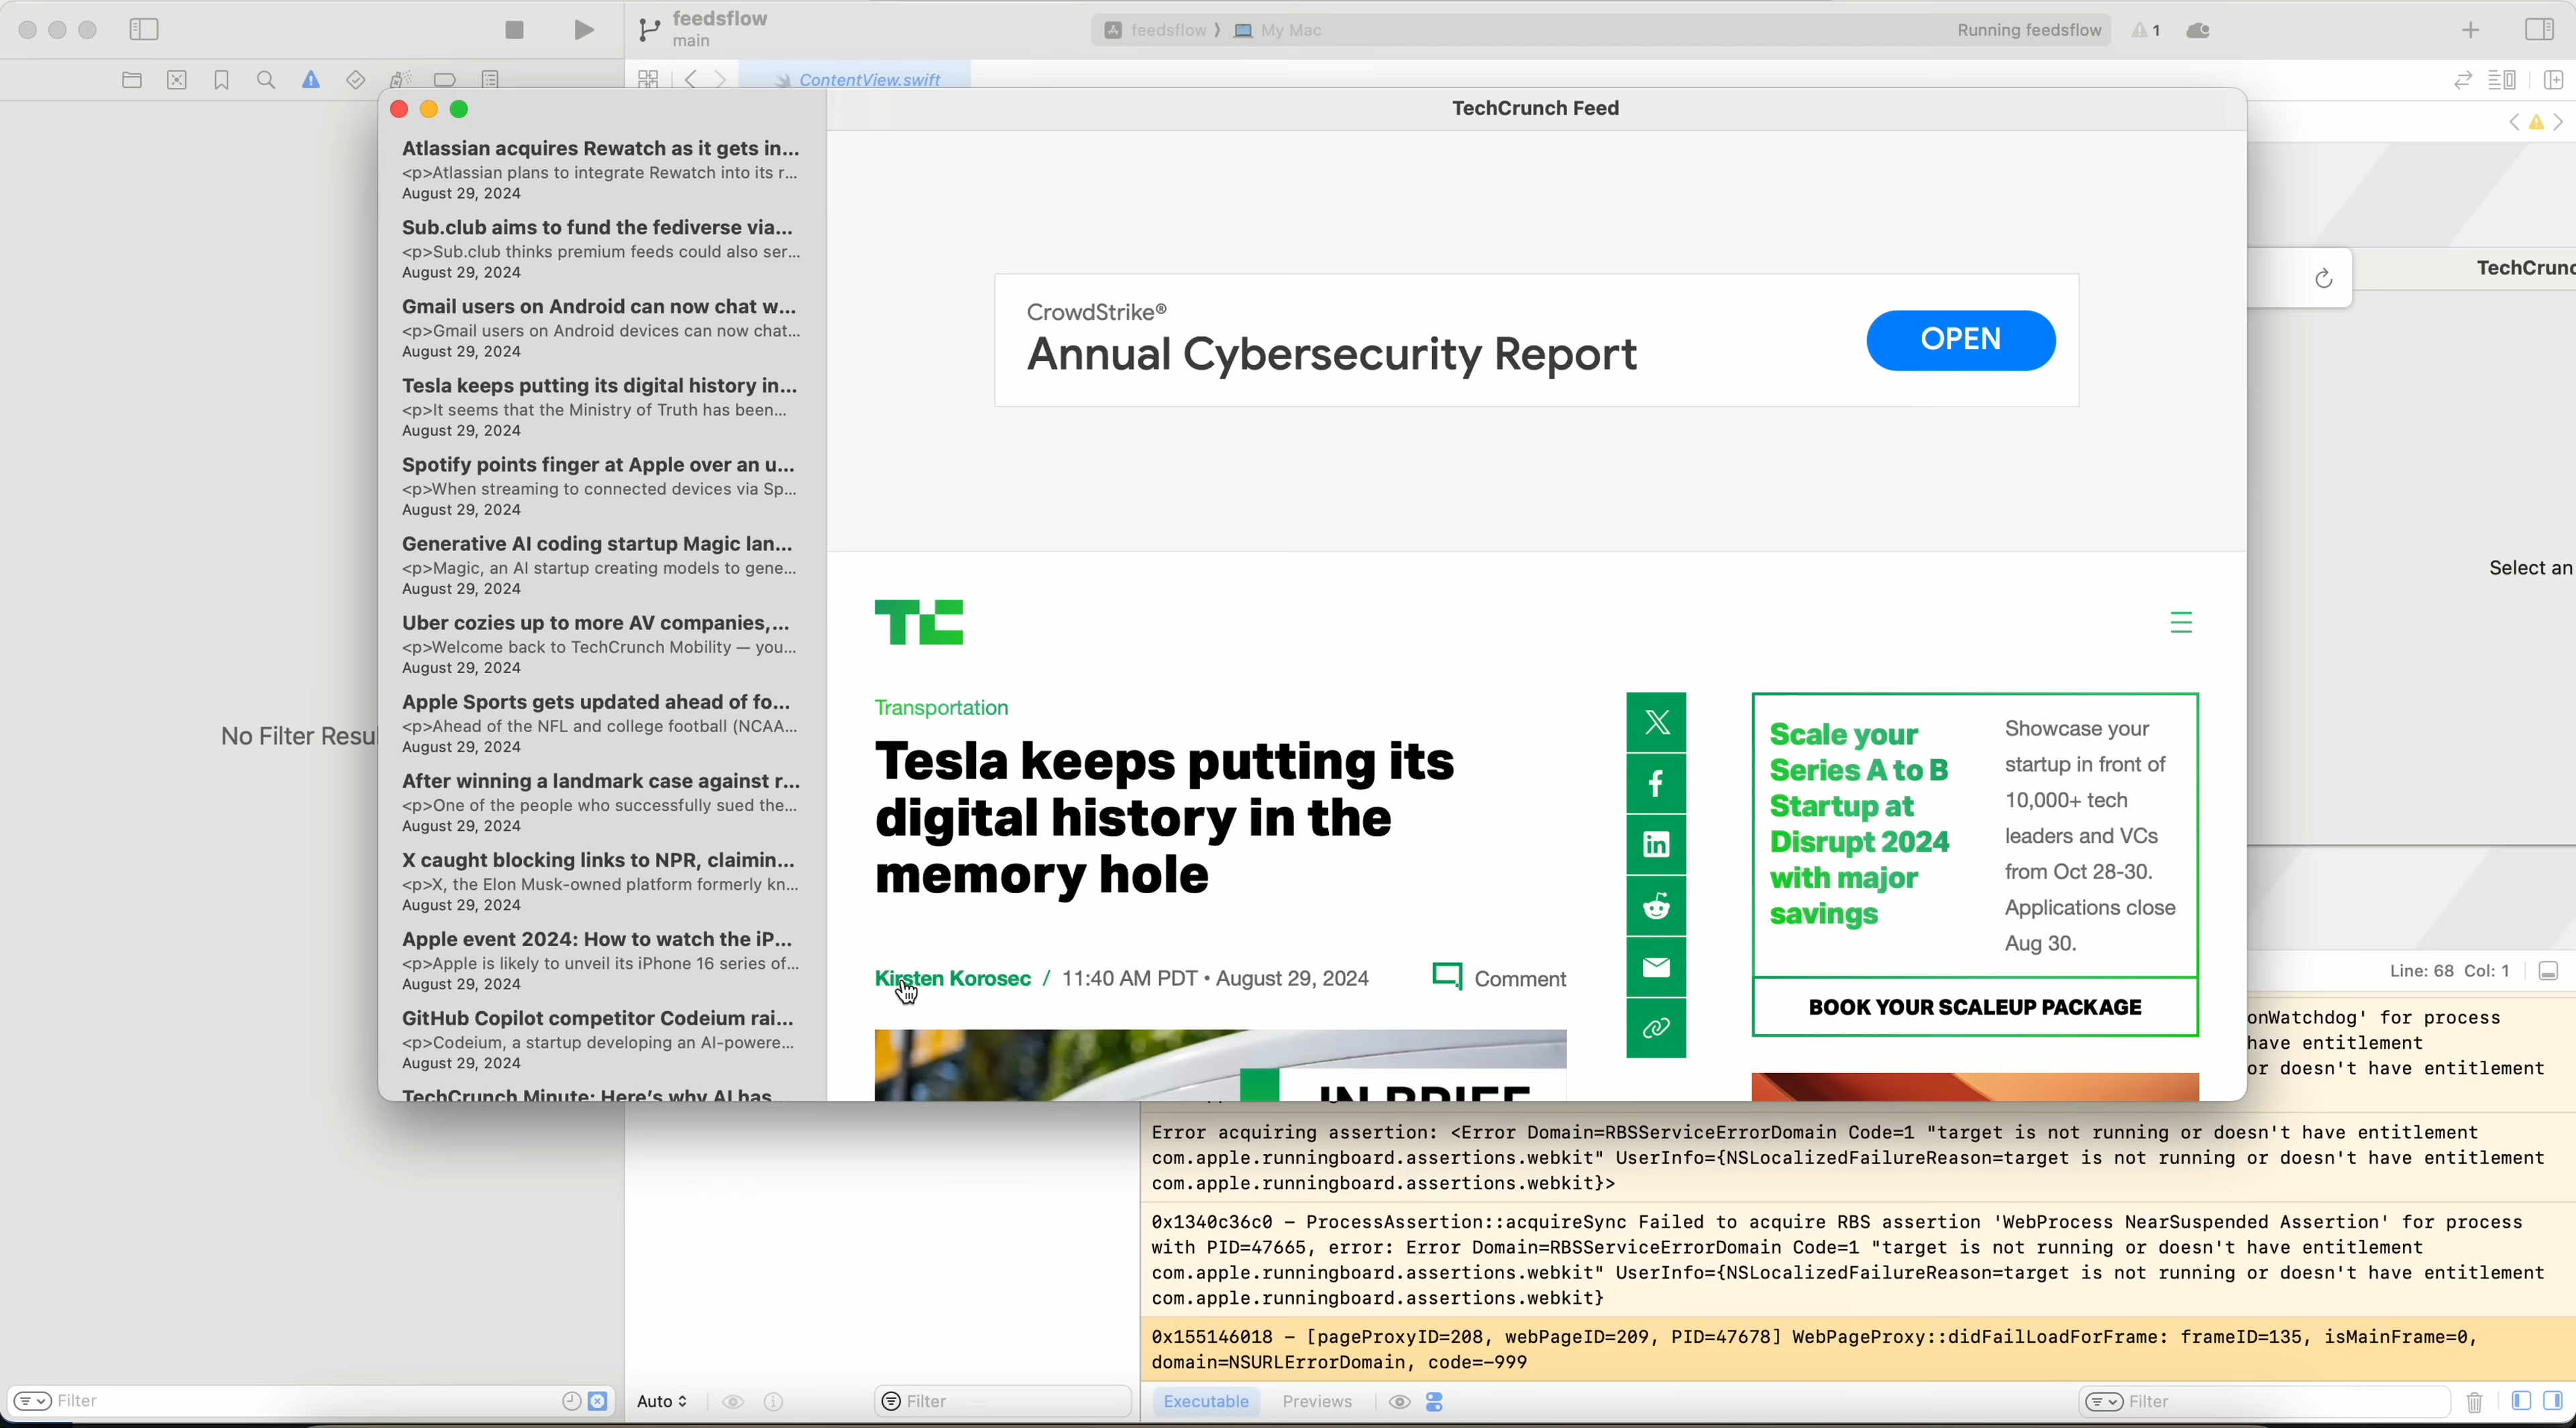 feedsflow
main
feedsflow
My Mac
Running feedsflow
1
ContentView.swift
TechCrunch Feed
Atlassian acquires Rewatch as it gets in...
<p>Atlassian plans to integrate Rewatch into its r...
August 29, 2024
Sub.club aims to fund the fediverse via...
<p>Sub.club thinks premium feeds could also ser...
August 29, 2024
Gmail users on Android can now chat w...
<p>Gmail users on Android devices can now chat...
August 29, 2024
Tesla keeps putting its digital history in...
<p>It seems that the Ministry of Truth has been...
August 29, 2024
Spotify points finger at Apple over an u...
<p>When streaming to connected devices via Sp...
August 29, 2024
Generative AI coding startup Magic lan...
<p>Magic, an AI startup creating models to gene...
August 29, 2024
Uber cozies up to more AV companies,...
<p>Welcome back to TechCrunch Mobility — you...
August 29, 2024
Apple Sports gets updated ahead of fo...
<p>Ahead of the NFL and college football (NCAA...
August 29, 2024
After winning a landmark case against r...
<p>One of the people who successfully sued the...
August 29, 2024
X caught blocking links to NPR, claimin...
<p>X, the Elon Musk-owned platform formerly kn...
August 29, 2024
Apple event 2024: How to watch the iP...
<p>Apple is likely to unveil its iPhone 16 series of...
August 29, 2024
GitHub Copilot competitor Codeium rai...
<p>Codeium, a startup developing an AI-powere...
August 29, 2024
TechCrunch Minute: Here's why AI has
CrowdStrike®
Annual Cybersecurity Report
OPEN
TC
Transportation
Tesla keeps putting its
digital history in the
memory hole
Kirsten Korosec / 11:40 AM PDT • August 29, 2024
Comment
IN BRIEF
Scale your
Series A to B
Startup at
Disrupt 2024
with major
savings
Showcase your
startup in front of
10,000+ tech
leaders and VCs
from Oct 28-30.
Applications close
Aug 30.
BOOK YOUR SCALEUP PACKAGE
No Filter Resu
TechCrunc
Select an
Line: 68 Col: 1
onWatchdog' for process
have entitlement
or doesn't have entitlement
Error acquiring assertion: <Error Domain=RBSServiceErrorDomain Code=1 "target is not running or doesn't have entitlement
com.apple.runningboard.assertions.webkit" UserInfo={NSLocalizedFailureReason=target is not running or doesn't have entitlement
com.apple.runningboard.assertions.webkit}>
0x1340c36c0 - ProcessAssertion::acquireSync Failed to acquire RBS assertion 'WebProcess NearSuspended Assertion' for process
with PID=47665, error: Error Domain=RBSServiceErrorDomain Code=1 "target is not running or doesn't have entitlement
com.apple.runningboard.assertions.webkit" UserInfo={NSLocalizedFailureReason=target is not running or doesn't have entitlement
com.apple.runningboard.assertions.webkit}
0x155146018 - [pageProxyID=208, webPageID=209, PID=47678] WebPageProxy::didFailLoadForFrame: frameID=135, isMainFrame=0,
domain=NSURLErrorDomain, code=-999
Filter
Auto
Filter
Executable
Previews
Filter